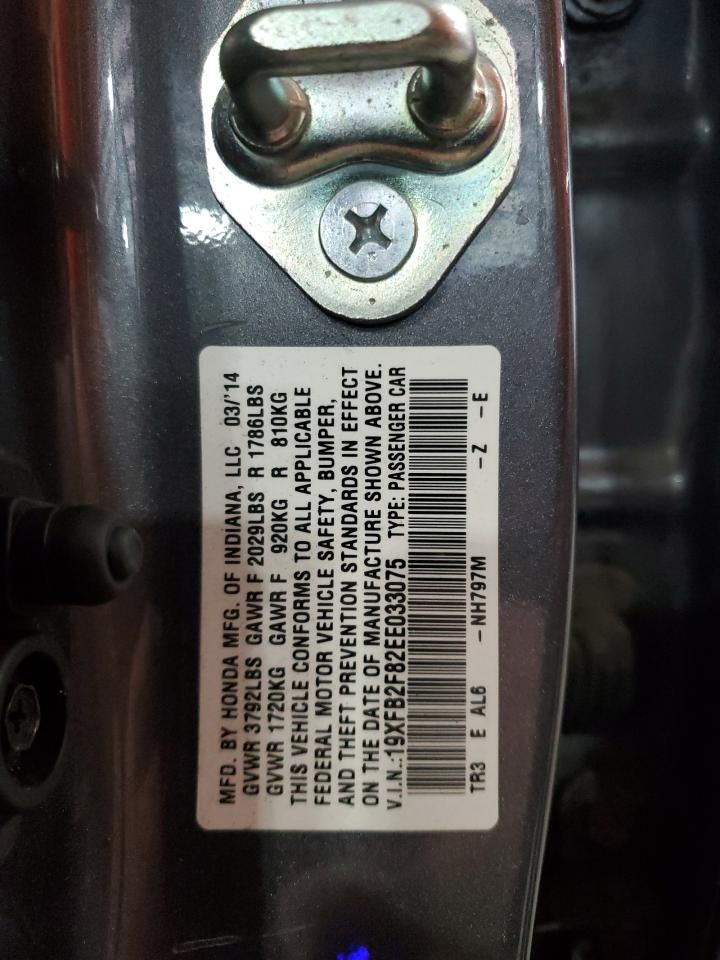 MFD. BY HONDA MFG. OF INDIANA, LLC 03/'14
GVWR 3792LBS GAWR F 2029LBS R 1786LBS
GVWR 1720KG GAWR F 920KG R 810KG
THIS VEHICLE CONFORMS TO ALL APPLICABLE
FEDERAL MOTOR VEHICLE SAFETY, BUMPER,
AND THEFT PREVENTION STANDARDS IN EFFECT
ON THE DATE OF MANUFACTURE SHOWN ABOVE.
V.I.N.:19XFB2F82EE033075 TYPE: PASSENGER CAR
TR3 E AL6 -NH797M -Z -E